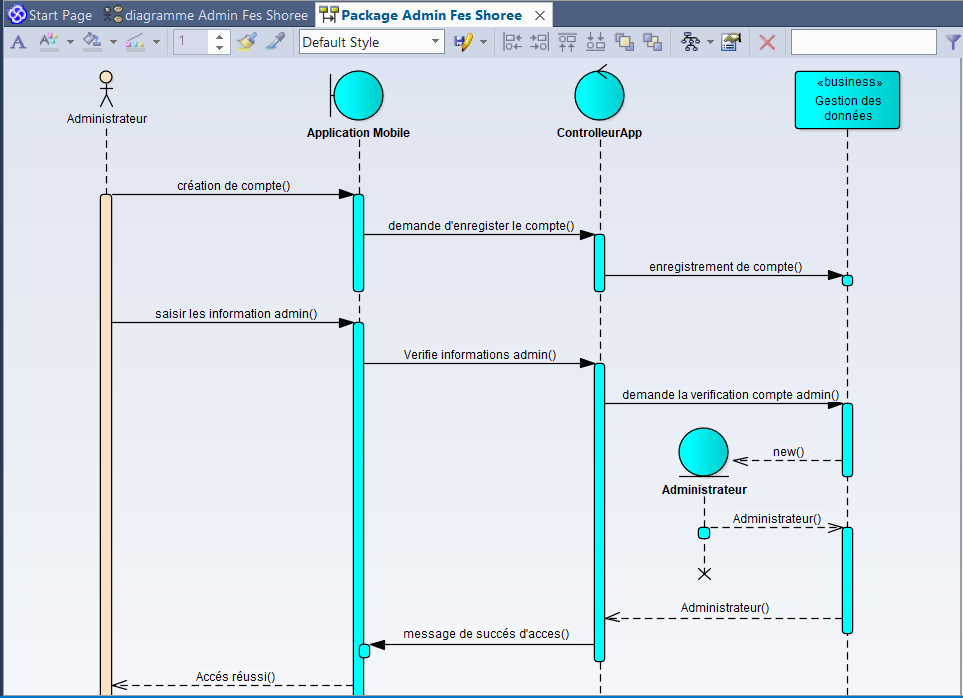 Start Page diagramme Admin Fes Shoree Package Admin Fes Shoree
A A 1 Default Style
«business»
Gestion des
données
Administrateur
Application Mobile
ControlleurApp
création de compte()
demande d'enregister le compte()
enregistrement de compte()
saisir les information admin()
Verifie informations admin()
demande la verification compte admin()
new()
Administrateur
Administrateur()
Administrateur()
message de succés d'acces()
Accés réussi()